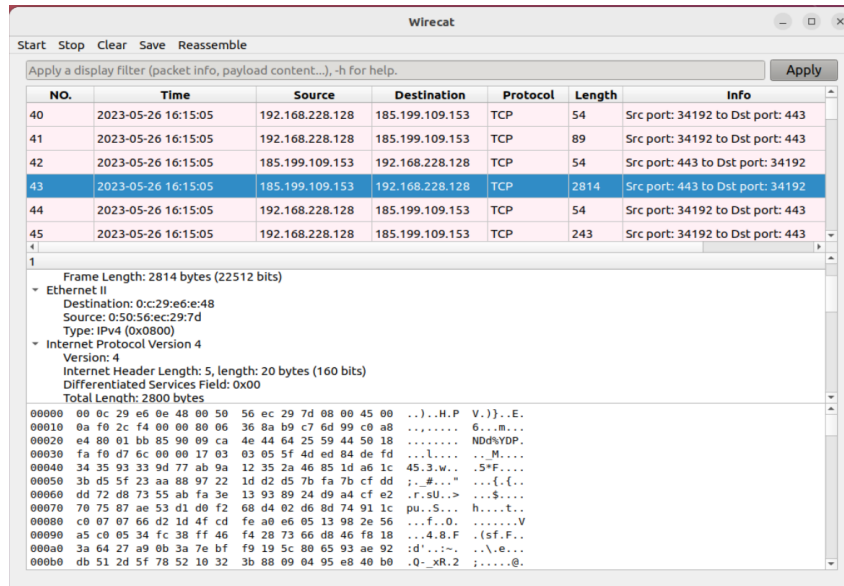 Wirecat
Start Stop Clear Save Reassemble
Apply a display filter (packet info, payload content...), -h for help. Apply
NO. Time Source Destination Protocol Length Info
40 2023-05-26 16:15:05 192.168.228.128 185.199.109.153 TCP 54 Src port: 34192 to Dst port: 443
41 2023-05-26 16:15:05 192.168.228.128 185.199.109.153 TCP 89 Src port: 34192 to Dst port: 443
42 2023-05-26 16:15:05 185.199.109.153 192.168.228.128 TCP 54 Src port: 443 to Dst port: 34192
43 2023-05-26 16:15:05 185.199.109.153 192.168.228.128 TCP 2814 Src port: 443 to Dst port: 34192
44 2023-05-26 16:15:05 192.168.228.128 185.199.109.153 TCP 54 Src port: 34192 to Dst port: 443
45 2023-05-26 16:15:05 192.168.228.128 185.199.109.153 TCP 243 Src port: 34192 to Dst port: 443
1
Frame Length: 2814 bytes (22512 bits)
Ethernet II
Destination: 0:c:29:e6:e:48
Source: 0:50:56:ec:29:7d
Type: IPv4 (0x0800)
Internet Protocol Version 4
Version: 4
Internet Header Length: 5, length: 20 bytes (160 bits)
Differentiated Services Field: 0x00
Total Length: 2800 bytes
00000 00 0c 29 e6 0e 48 00 50 56 ec 29 7d 08 00 45 00 ..)..H.P V.)}..E.
00010 0a f0 2c f4 00 00 80 06 36 8a b9 c7 6d 99 c0 a8 ..,..... 6...m...
00020 e4 80 01 bb 85 90 09 ca 4e 44 64 25 59 44 50 18 ........ NDd%YDP.
00030 fa f0 d7 6c 00 00 17 03 03 05 5f 4d ed 84 de fd ...l.... .._M....
00040 34 35 93 33 9d 77 ab 9a 12 35 2a 46 85 1d a6 1c 45.3.w.. .5*F....
00050 3b d5 5f 23 aa 88 97 22 1d d2 d5 7b fa 7b cf dd ;._#..." ...{.{..
00060 dd 72 d8 73 55 ab fa 3e 13 93 89 24 d9 a4 cf e2 .r.sU..> ...$....
00070 70 75 87 ae 53 d1 d0 f2 68 d4 02 d6 8d 74 91 1c pu..S... h....t..
00080 c0 07 07 66 d2 1d 4f cd fe a0 e6 05 13 98 2e 56 ...f..O. .......V
00090 a5 c0 05 34 fc 38 ff 46 f4 28 73 66 d8 46 f8 18 ...4.8.F .(sf.F..
000a0 3a 64 27 a9 0b 3a 7e bf f9 19 5c 80 65 93 ae 92 :d'..:~. ..\.e...
000b0 db 51 2d 5f 78 52 10 32 3b 88 09 04 95 e8 40 b0 .Q-_xR.2 ;.....@.